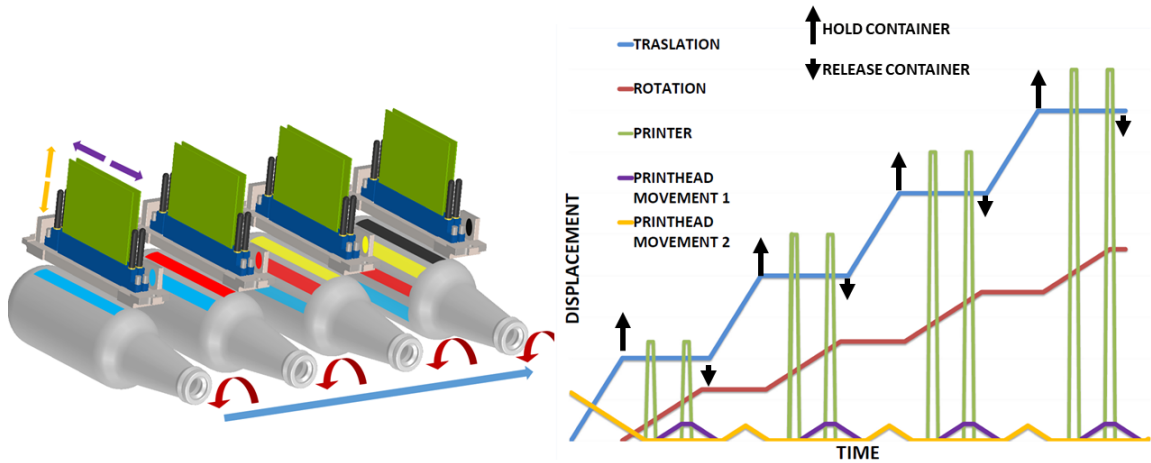 TRASLATION
ROTATION
PRINTER
PRINTHEAD
MOVEMENT 1
PRINTHEAD
MOVEMENT 2
HOLD CONTAINER
RELEASE CONTAINER
DISPLACEMENT
TIME